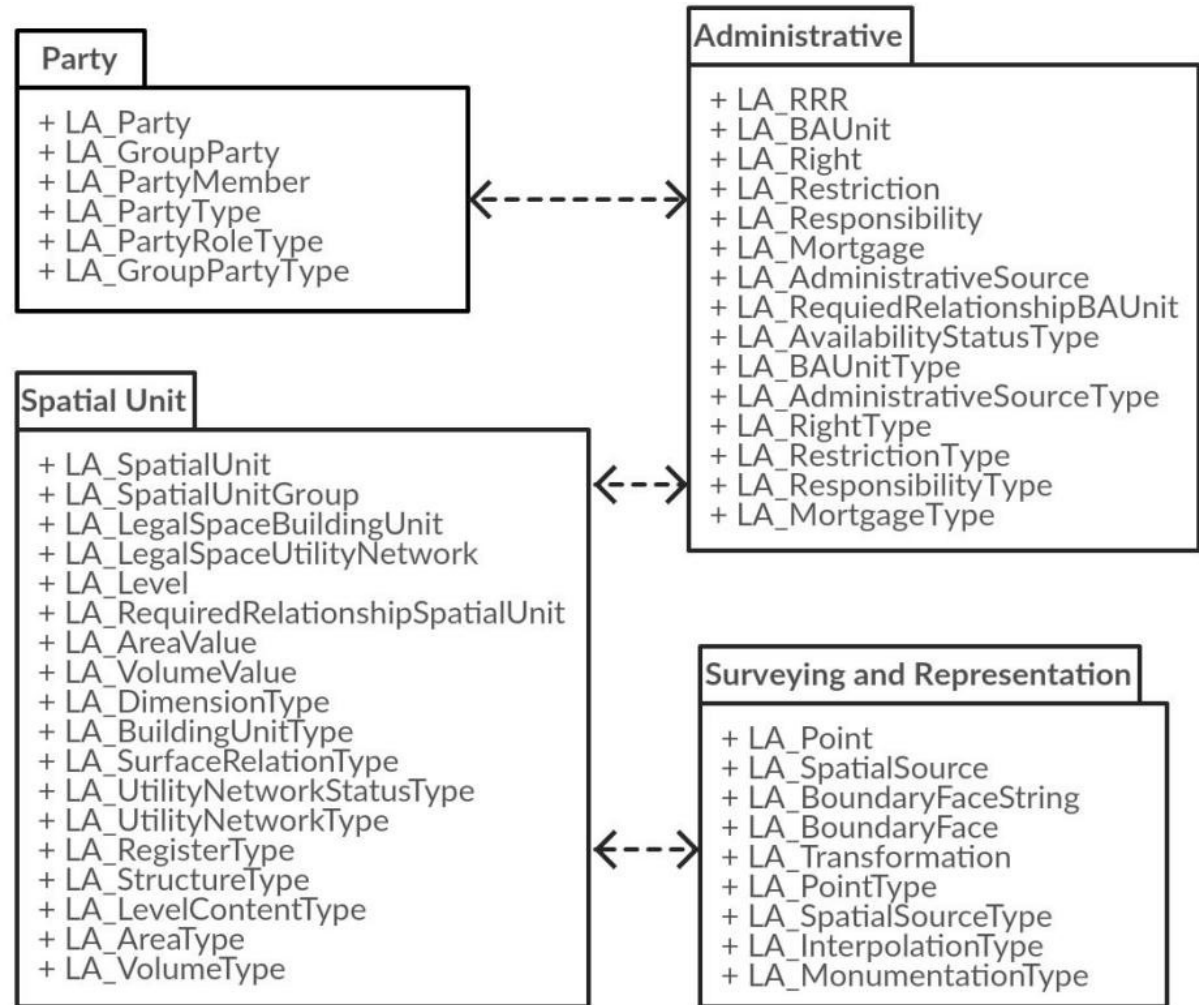 Party
+ LA_Party
+ LA_GroupParty
+ LA_PartyMember
+ LA_PartyType
+ LA_PartyRoleType
+ LA_GroupPartyType
Administrative
+ LA_RRR
+ LA_BAUnit
+ LA_Right
+ LA_Restriction
+ LA_Responsibility
+ LA_Mortgage
+ LA_AdministrativeSource
+ LA_RequiedRelationshipBAUnit
+ LA_AvailabilityStatusType
+ LA_BAUnitType
+ LA_AdministrativeSourceType
+ LA_RightType
+ LA_RestrictionType
+ LA_ResponsibilityType
+ LA_MortgageType
Spatial Unit
+ LA_SpatialUnit
+ LA_SpatialUnitGroup
+ LA_LegalSpaceBuildingUnit
+ LA_LegalSpaceUtilityNetwork
+ LA_Level
+ LA_RequiredRelationshipSpatialUnit
+ LA_AreaValue
+ LA_VolumeValue
+ LA_DimensionType
+ LA_BuildingUnitType
+ LA_SurfaceRelationType
+ LA_UtilityNetworkStatusType
+ LA_UtilityNetworkType
+ LA_RegisterType
+ LA_StructureType
+ LA_LevelContentType
+ LA_AreaType
+ LA_VolumeType
Surveying and Representation
+ LA_Point
+ LA_SpatialSource
+ LA_BoundaryFaceString
+ LA_BoundaryFace
+ LA_Transformation
+ LA_PointType
+ LA_SpatialSourceType
+ LA_InterpolationType
+ LA_MonumentationType